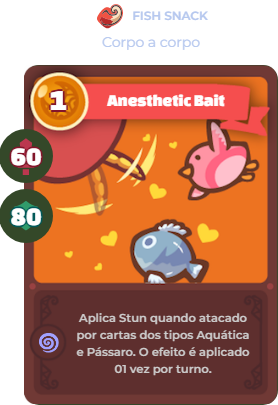 FISH SNACK
Corpo a corpo
1
Anesthetic Bait
60
80
Aplica Stun quando atacado
por cartas dos tipos Aquática
e Pássaro. O efeito é aplicado
01 vez por turno.